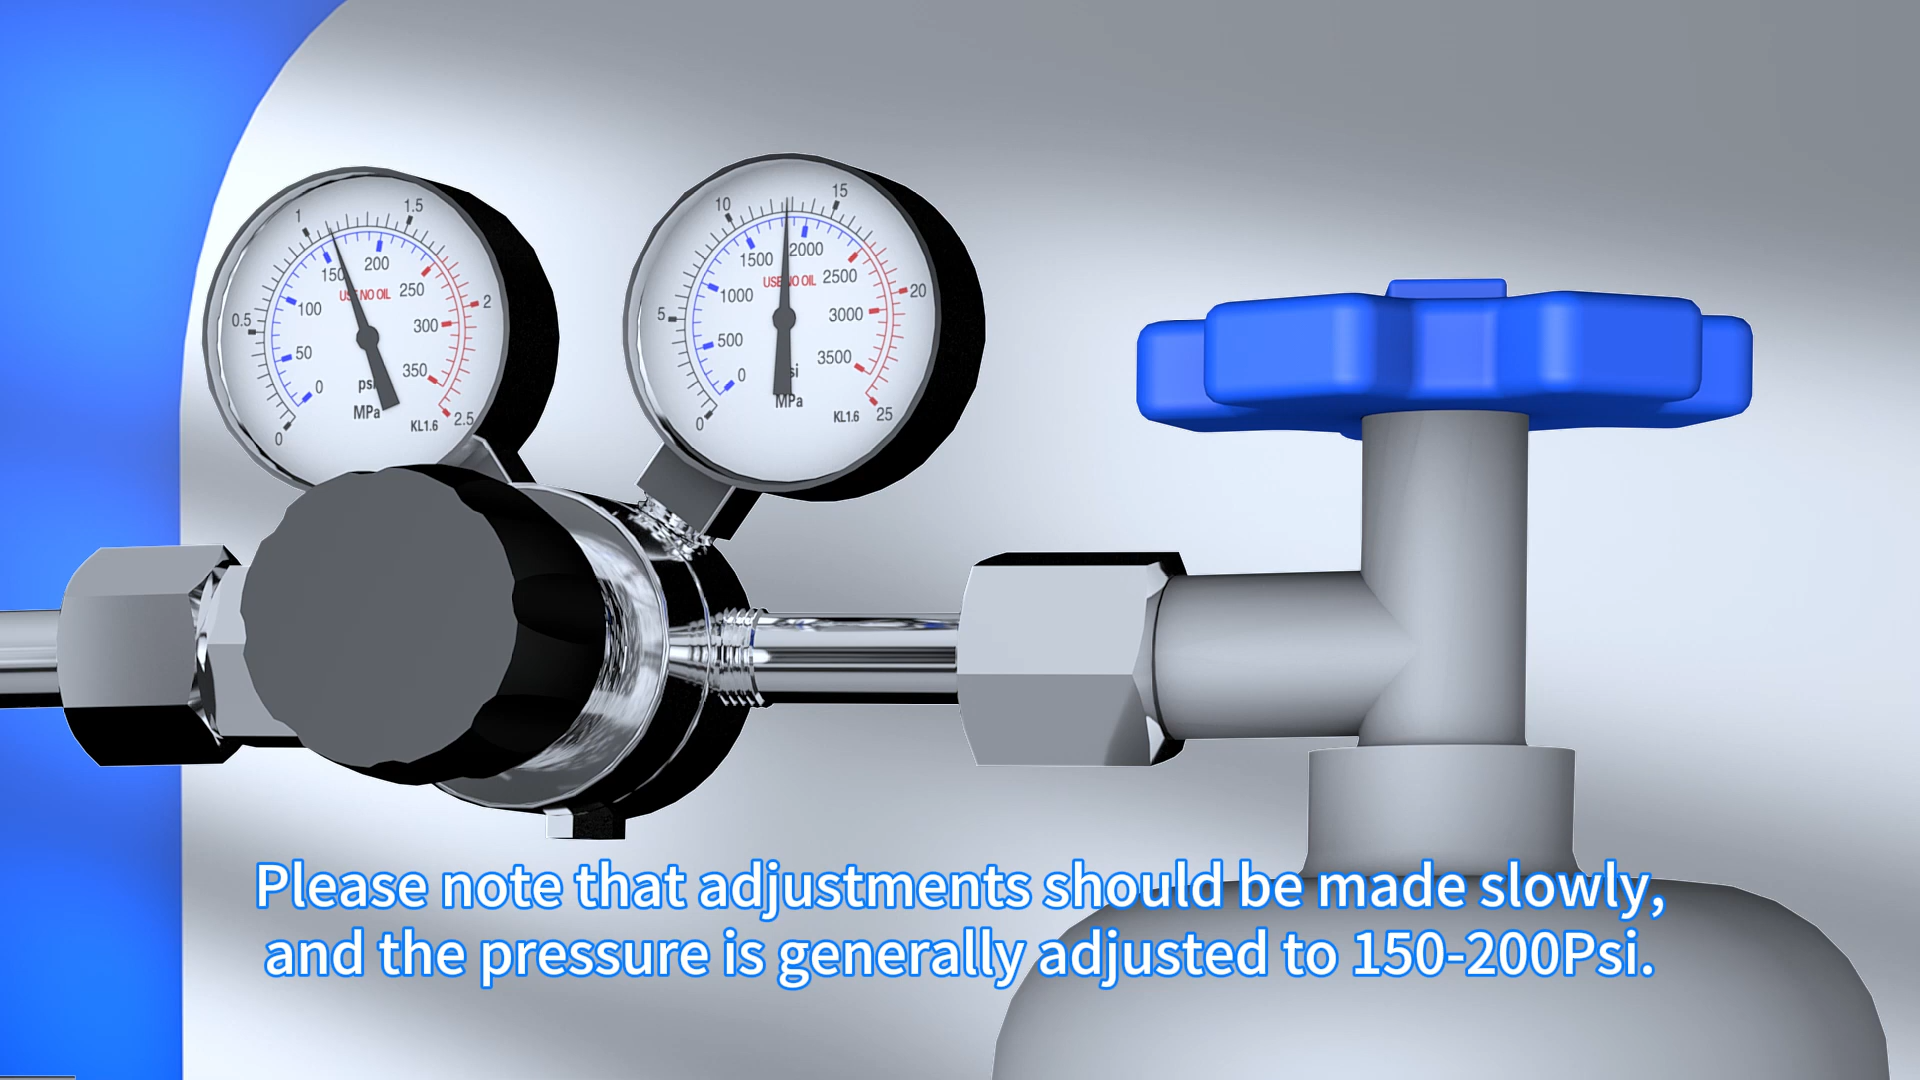 1 1.5
0.5 2
0 2.5
0 50 100 150 200 250 300 350
USE NO OIL
psi
MPa
KL1.6
10 15
5 20
0 25
0 500 1000 1500 2000 2500 3000 3500
USE NO OIL
psi
MPa
KL1.6
Please note that adjustments should be made slowly,
and the pressure is generally adjusted to 150-200Psi.